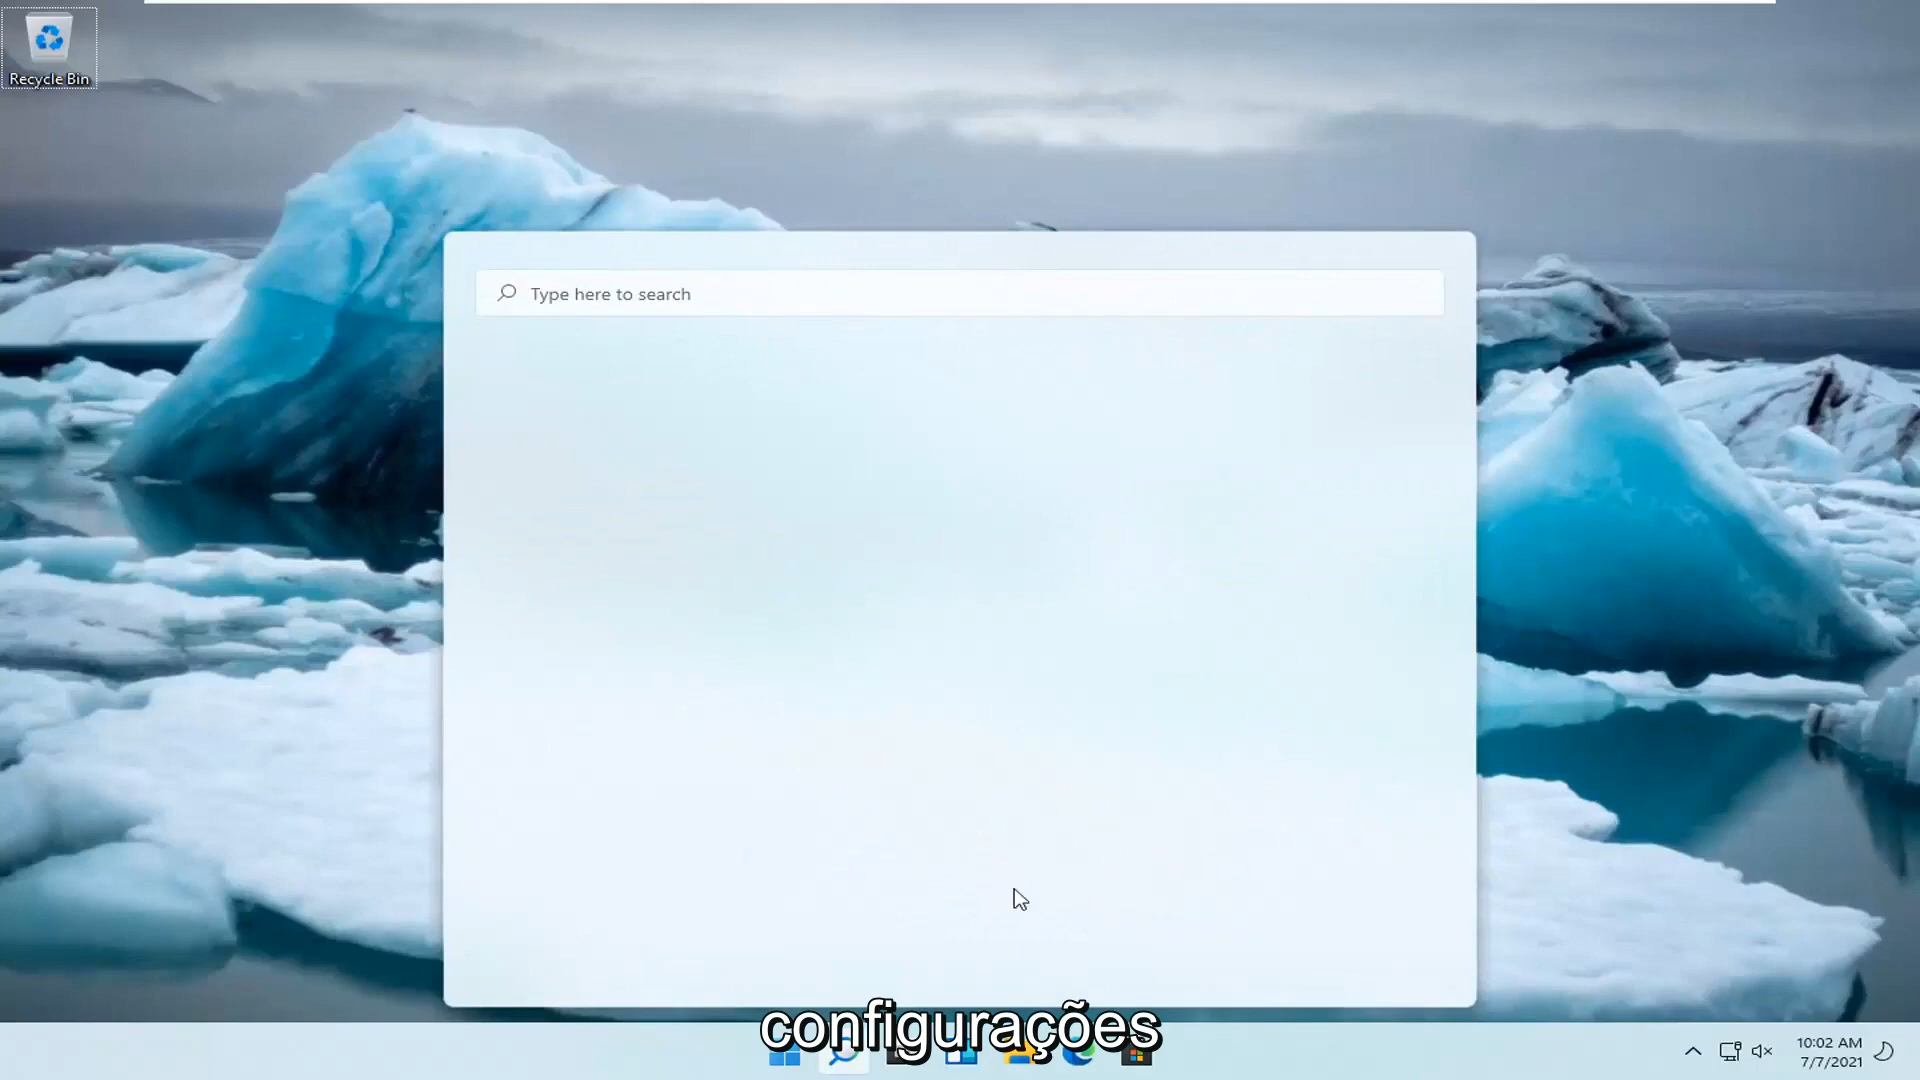 Recycle Bin
Type here to search
configurações
10:02 AM
7/7/2021